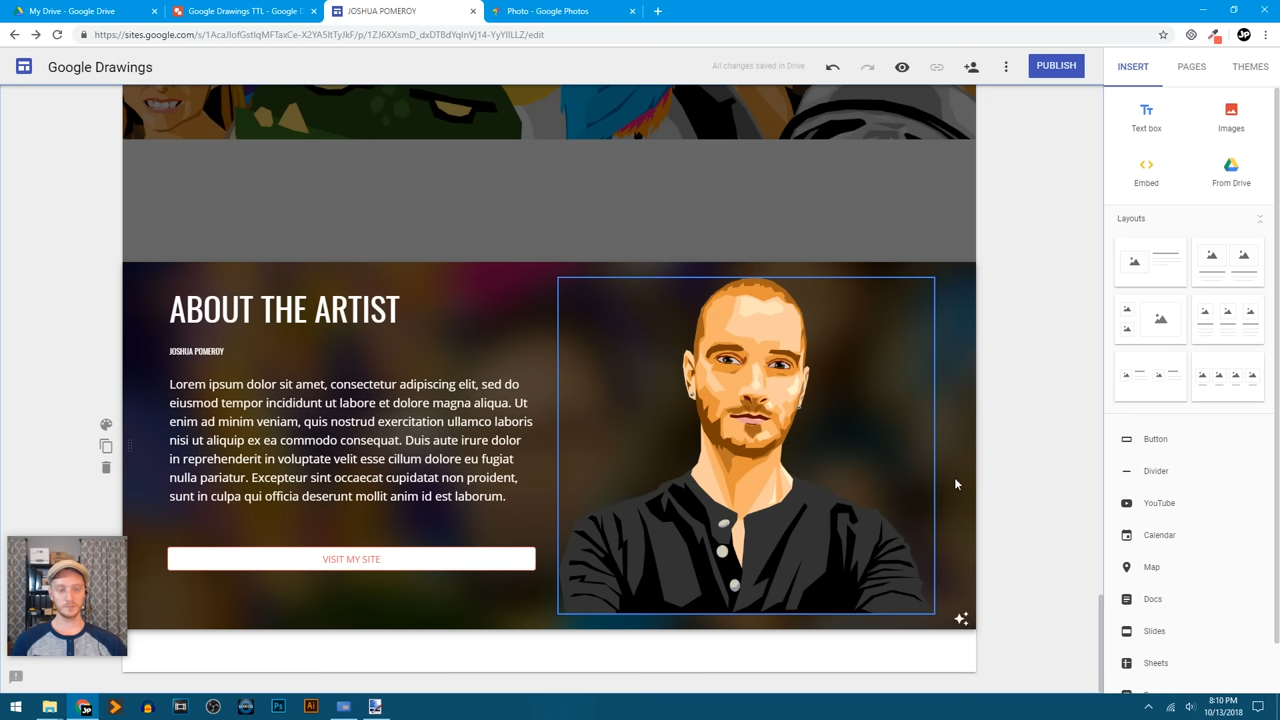 My Drive - Google Drive
Google Drawings TTL - Google D
JOSHUA POMEROY
Photo - Google Photos
Google Drawings
All changes saved in Drive
PUBLISH
INSERT
PAGES
THEMES
Text box
Images
Embed
From Drive
Layouts
ABOUT THE ARTIST
JOSHUA POMEROY
Lorem ipsum dolor sit amet, consectetur adipiscing elit, sed do
eiusmod tempor incididunt ut labore et dolore magna aliqua. Ut
enim ad minim veniam, quis nostrud exercitation ullamco laboris
nisi ut aliquip ex ea commodo consequat. Duis aute irure dolor
in reprehenderit in voluptate velit esse cillum dolore eu fugiat
nulla pariatur. Excepteur sint occaecat cupidatat non proident,
sunt in culpa qui officia deserunt mollit anim id est laborum.
VISIT MY SITE
Button
Divider
YouTube
Calendar
Map
Docs
Slides
Sheets
8:10 PM
10/13/2018